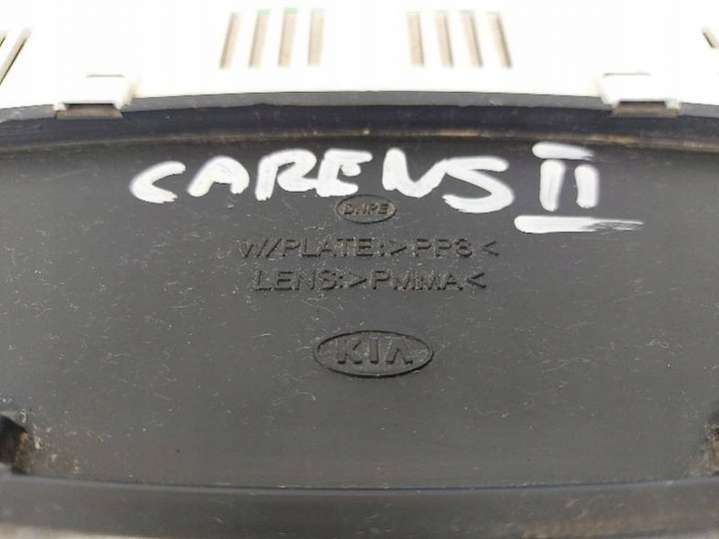 CARENS II
W/PLATE:>PPS<
LENS:>PMMA<
KIA